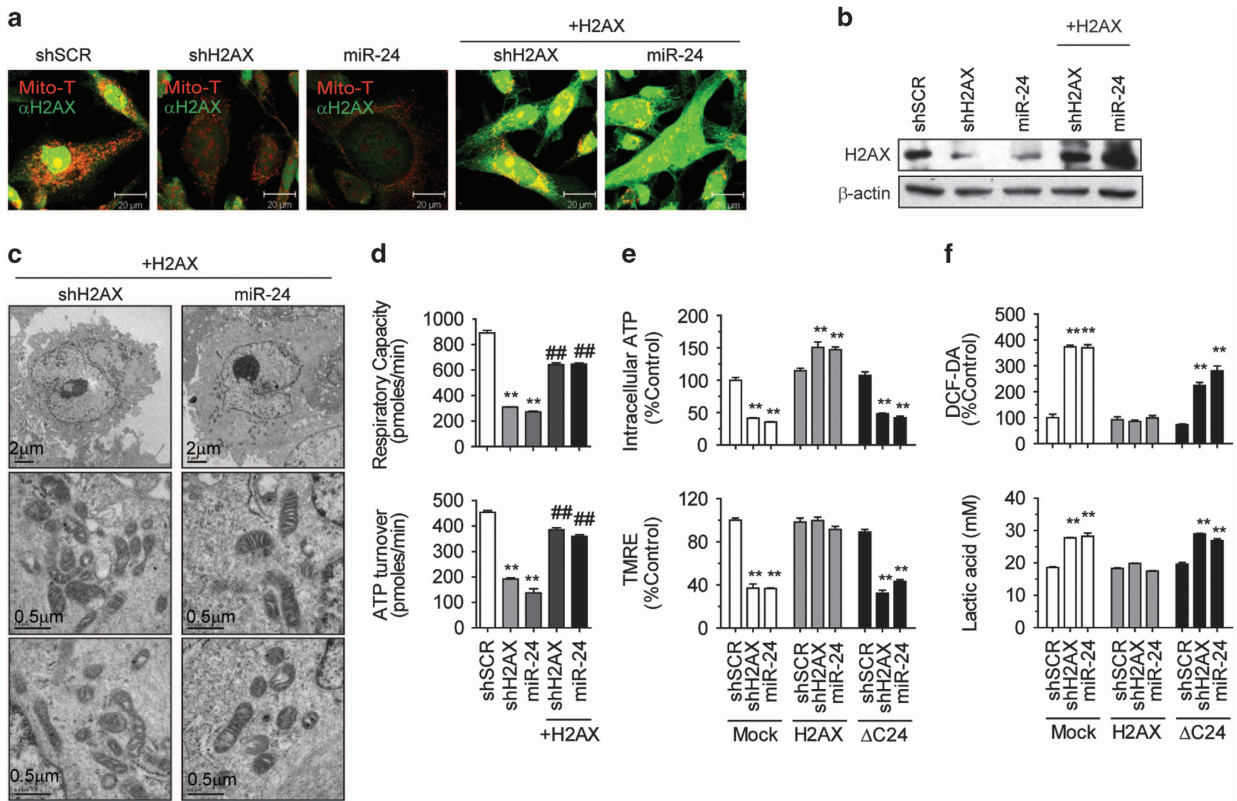 a
+H2AX
shSCR shH2AX miR-24 shH2AX miR-24
Mito-T Mito-T Mito-T
αH2AX αH2AX αH2AX
20 μm 20 μm 20 μm 20 μm 20 μm
b
+H2AX
shSCR shH2AX miR-24 shH2AX miR-24
H2AX
β-actin
c
+H2AX
shH2AX miR-24
2μm 2μm
0.5μm 0.5μm
0.5μm 0.5μm
d
Respiratory Capacity
(pmoles/min)
1000
800
600
400
200
0
** ** ## ##
ATP turnover
(pmoles/min)
500
400
300
200
100
0
** ** ## ##
shSCR shH2AX miR-24 shH2AX miR-24
+H2AX
e
Intracellular ATP
(%Control)
200
150
100
50
0
** ** ** ** ** **
TMRE
(%Control)
120
80
40
0
** ** ** **
shSCR shH2AX miR-24 shSCR shH2AX miR-24 shSCR shH2AX miR-24
Mock H2AX ΔC24
f
DCF-DA
(%Control)
500
400
300
200
100
0
** ** ** **
Lactic acid (mM)
40
30
20
10
0
** ** ** **
shSCR shH2AX miR-24 shSCR shH2AX miR-24 shSCR shH2AX miR-24
Mock H2AX ΔC24